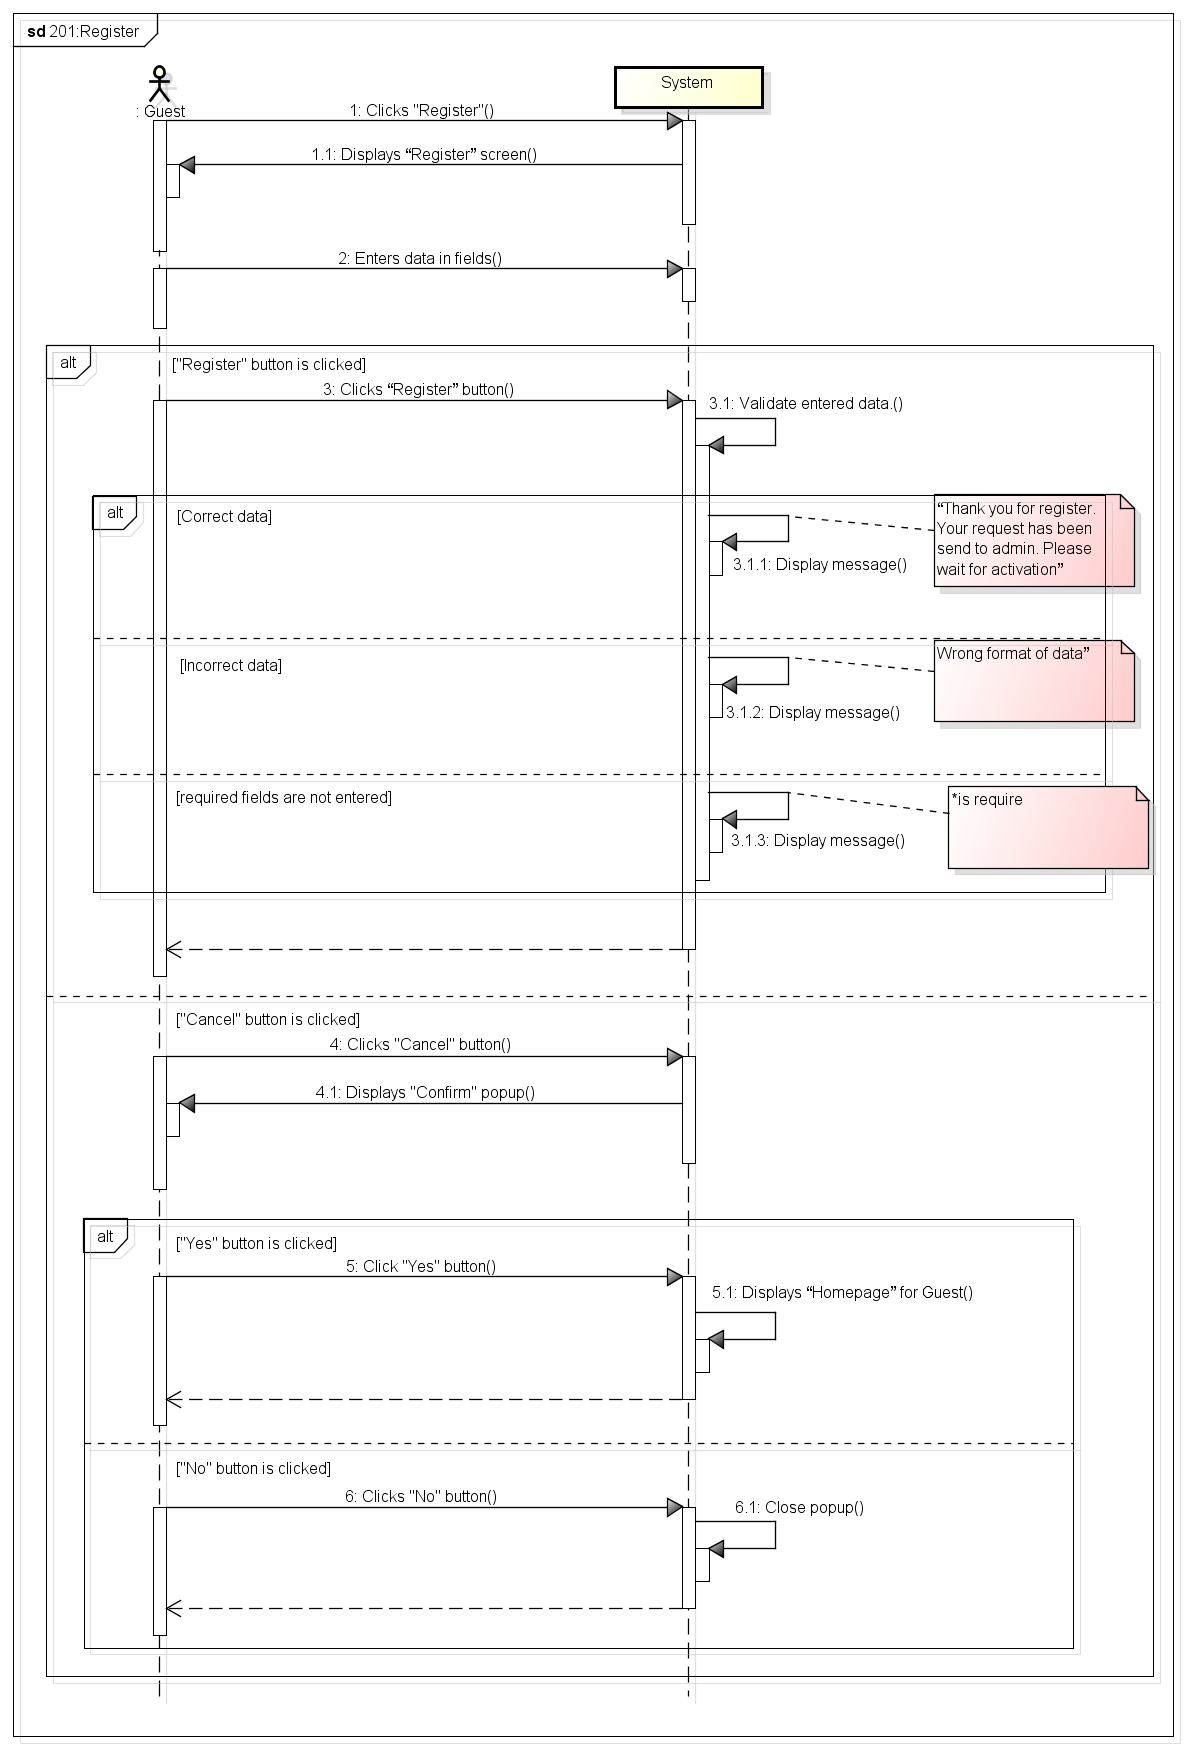 sd 201:Register
System
: Guest
1: Clicks "Register"()
1.1: Displays “Register” screen()
2: Enters data in fields()
alt
["Register" button is clicked]
3: Clicks “Register” button()
3.1: Validate entered data.()
alt
[Correct data]
“Thank you for register.
Your request has been
send to admin. Please
wait for activation”
3.1.1: Display message()
[Incorrect data]
Wrong format of data”
3.1.2: Display message()
[required fields are not entered]
*is require
3.1.3: Display message()
["Cancel" button is clicked]
4: Clicks "Cancel" button()
4.1: Displays "Confirm" popup()
alt
["Yes" button is clicked]
5: Click "Yes" button()
5.1: Displays “Homepage” for Guest()
["No" button is clicked]
6: Clicks "No" button()
6.1: Close popup()